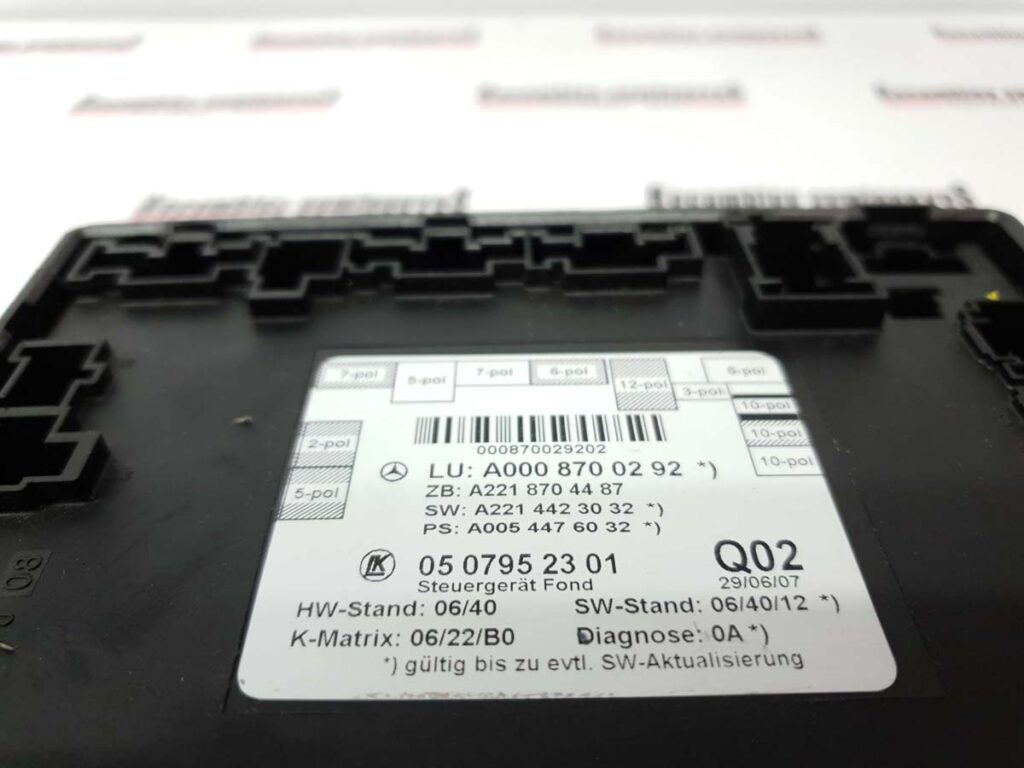 7-pol 5-pol 7-pol 6-pol 12-pol 3-pol 6-pol
10-pol
10-pol
10-pol
2-pol
5-pol
000870029202
LU: A000 870 02 92 *)
ZB: A221 870 44 87
SW: A221 442 30 32 *)
PS: A005 447 60 32 *)
LK 05 0795 23 01 Q02
Steuergerät Fond 29/06/07
HW-Stand: 06/40 SW-Stand: 06/40/12 *)
K-Matrix: 06/22/B0 Diagnose: 0A *)
*) gültig bis zu evtl. SW-Aktualisierung